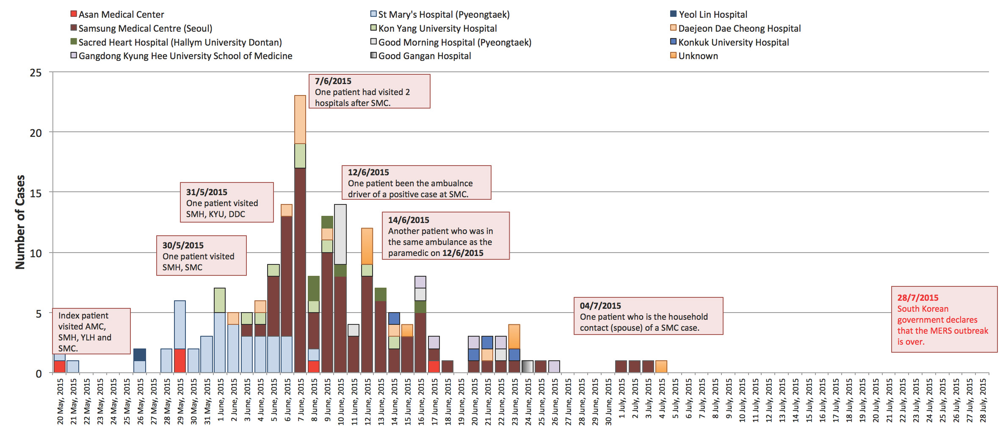 Asan Medical Center
St Mary's Hospital (Pyeongtaek)
Yeol Lin Hospital
Samsung Medical Centre (Seoul)
Kon Yang University Hospital
Daejeon Dae Cheong Hospital
Sacred Heart Hospital (Hallym University Dontan)
Good Morning Hospital (Pyeongtaek)
Konkuk University Hospital
Gangdong Kyung Hee University School of Medicine
Good Gangan Hospital
Unknown
Number of Cases
25
20
15
10
5
0
7/6/2015
One patient had visited 2
hospitals after SMC.
12/6/2015
One patient been the ambualnce
driver of a positive case at SMC.
31/5/2015
One patient visited
SMH, KYU, DDC
14/6/2015
Another patient who was in
the same ambulance as the
paramedic on 12/6/2015
30/5/2015
One patient visited
SMH, SMC
Index patient
visited AMC,
SMH, YLH and
SMC.
04/7/2015
One patient who is the household
contact (spouse) of a SMC case.
28/7/2015
South Korean
government declares
that the MERS outbreak
is over.
20 May, 2015
21 May, 2015
22 May, 2015
23 May, 2015
24 May, 2015
25 May, 2015
26 May, 2015
27 May, 2015
28 May, 2015
29 May, 2015
30 May, 2015
31 May, 2015
1 June, 2015
2 June, 2015
3 June, 2015
4 June, 2015
5 June, 2015
6 June, 2015
7 June, 2015
8 June, 2015
9 June, 2015
10 June, 2015
11 June, 2015
12 June, 2015
13 June, 2015
14 June, 2015
15 June, 2015
16 June, 2015
17 June, 2015
18 June, 2015
19 June, 2015
20 June, 2015
21 June, 2015
22 June, 2015
23 June, 2015
24 June, 2015
25 June, 2015
26 June, 2015
27 June, 2015
28 June, 2015
29 June, 2015
30 June, 2015
1 July, 2015
2 July, 2015
3 July, 2015
4 July, 2015
5 July, 2015
6 July, 2015
7 July, 2015
8 July, 2015
9 July, 2015
10 July, 2015
11 July, 2015
12 July, 2015
13 July, 2015
14 July, 2015
15 July, 2015
16 July, 2015
17 July, 2015
18 July, 2015
19 July, 2015
20 July, 2015
21 July, 2015
22 July, 2015
23 July, 2015
24 July, 2015
25 July, 2015
26 July, 2015
27 July, 2015
28 July, 2015